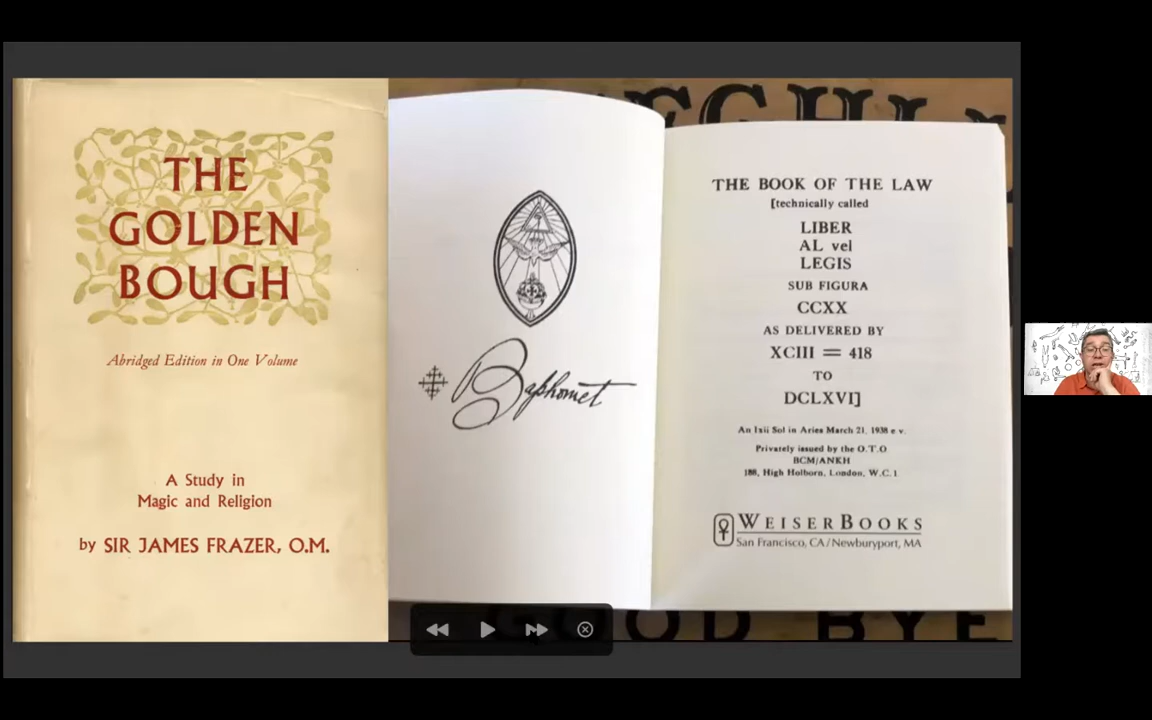 THE
GOLDEN
BOUGH
Abridged Edition in One Volume
A Study in
Magic and Religion
by SIR JAMES FRAZER, O.M.
Baphomet
THE BOOK OF THE LAW
[technically called
LIBER
AL vel
LEGIS
SUB FIGURA
CCXX
AS DELIVERED BY
XCIII = 418
TO
DCLXVI]
An Ixii Sol in Aries March 21, 1938 e.v.
Privately issued by the O.T.O
BCM/ANKH
188, High Holborn, London, W.C.1
WEISERBOOKS
San Francisco, CA/Newburyport, MA
GOOD BYE